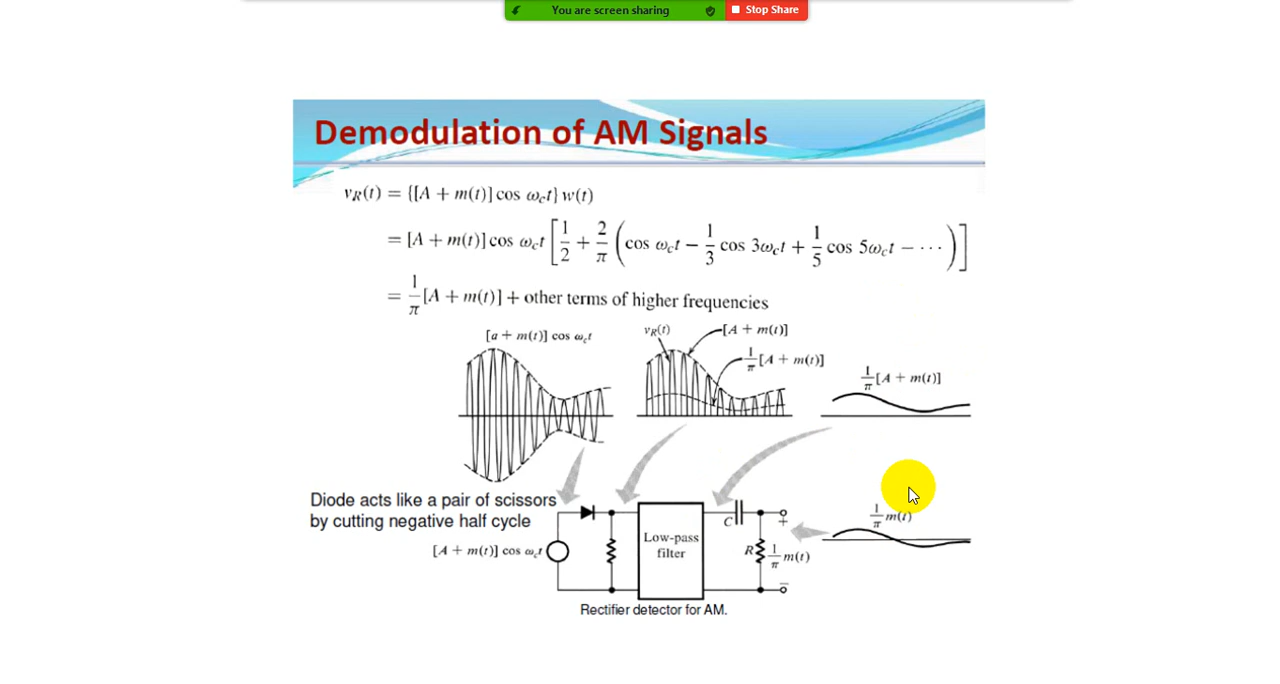 You are screen sharing
Stop Share
Demodulation of AM Signals
v_R(t) = {[A + m(t)] cos ω_c t} w(t)
= [A + m(t)] cos ω_c t [1/2 + 2/π (cos ω_c t − 1/3 cos 3ω_c t + 1/5 cos 5ω_c t − ⋯)]
= 1/π [A + m(t)] + other terms of higher frequencies
[a + m(t)] cos ω_c t
v_R(t)
[A + m(t)]
1/π [A + m(t)]
1/π [A + m(t)]
Diode acts like a pair of scissors
by cutting negative half cycle
[A + m(t)] cos ω_c t
Low-pass
filter
C
+
R
1/π m(t)
−
1/π m(t)
Rectifier detector for AM.